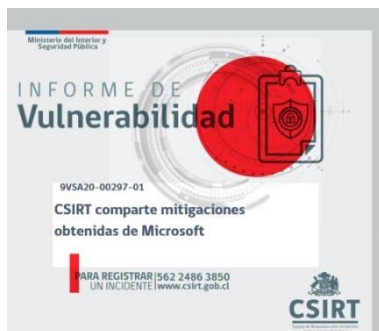 Ministerio del Interior y
Seguridad Pública
INFORME DE
Vulnerabilidad
9VSA20-00297-01
CSIRT comparte mitigaciones
obtenidas de Microsoft
PARA REGISTRAR|562 2486 3850
UN INCIDENTE|www.csirt.gob.cl
CSIRT